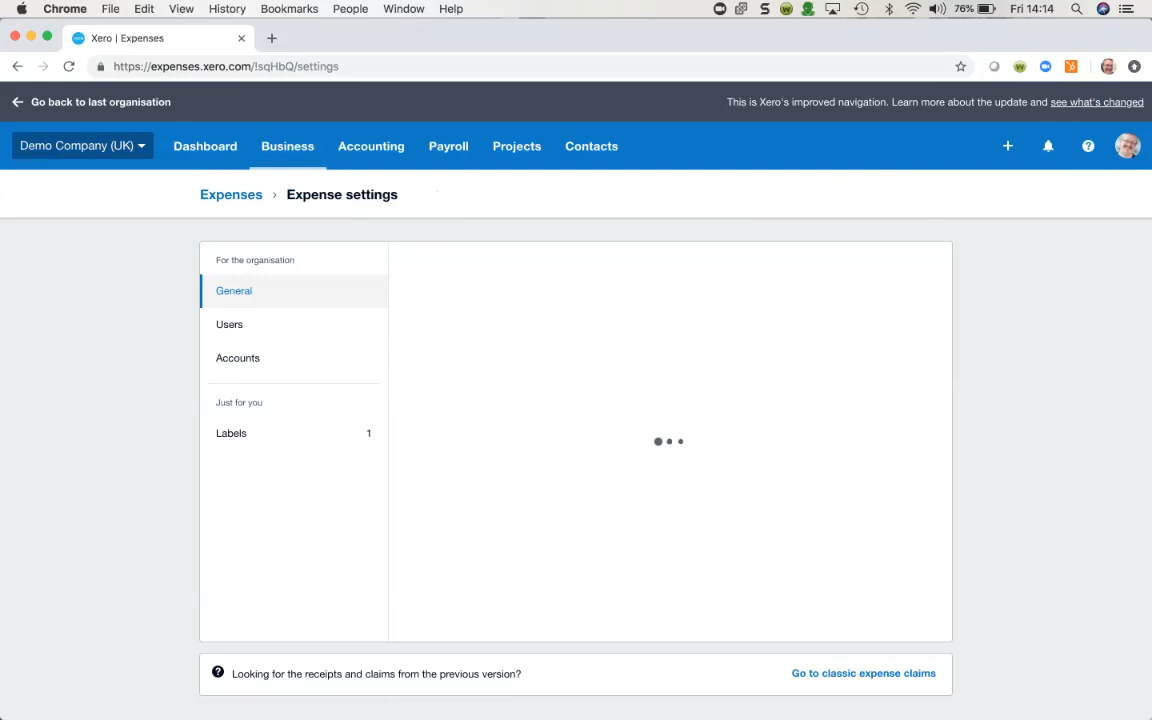 Chrome File Edit View History Bookmarks People Window Help 76% Fri 14:14
Xero | Expenses
https://expenses.xero.com/!sqHbQ/settings
Go back to last organisation
This is Xero's improved navigation. Learn more about the update and see what's changed
Demo Company (UK) Dashboard Business Accounting Payroll Projects Contacts
Expenses › Expense settings
For the organisation
General
Users
Accounts
Just for you
Labels 1
Looking for the receipts and claims from the previous version? Go to classic expense claims